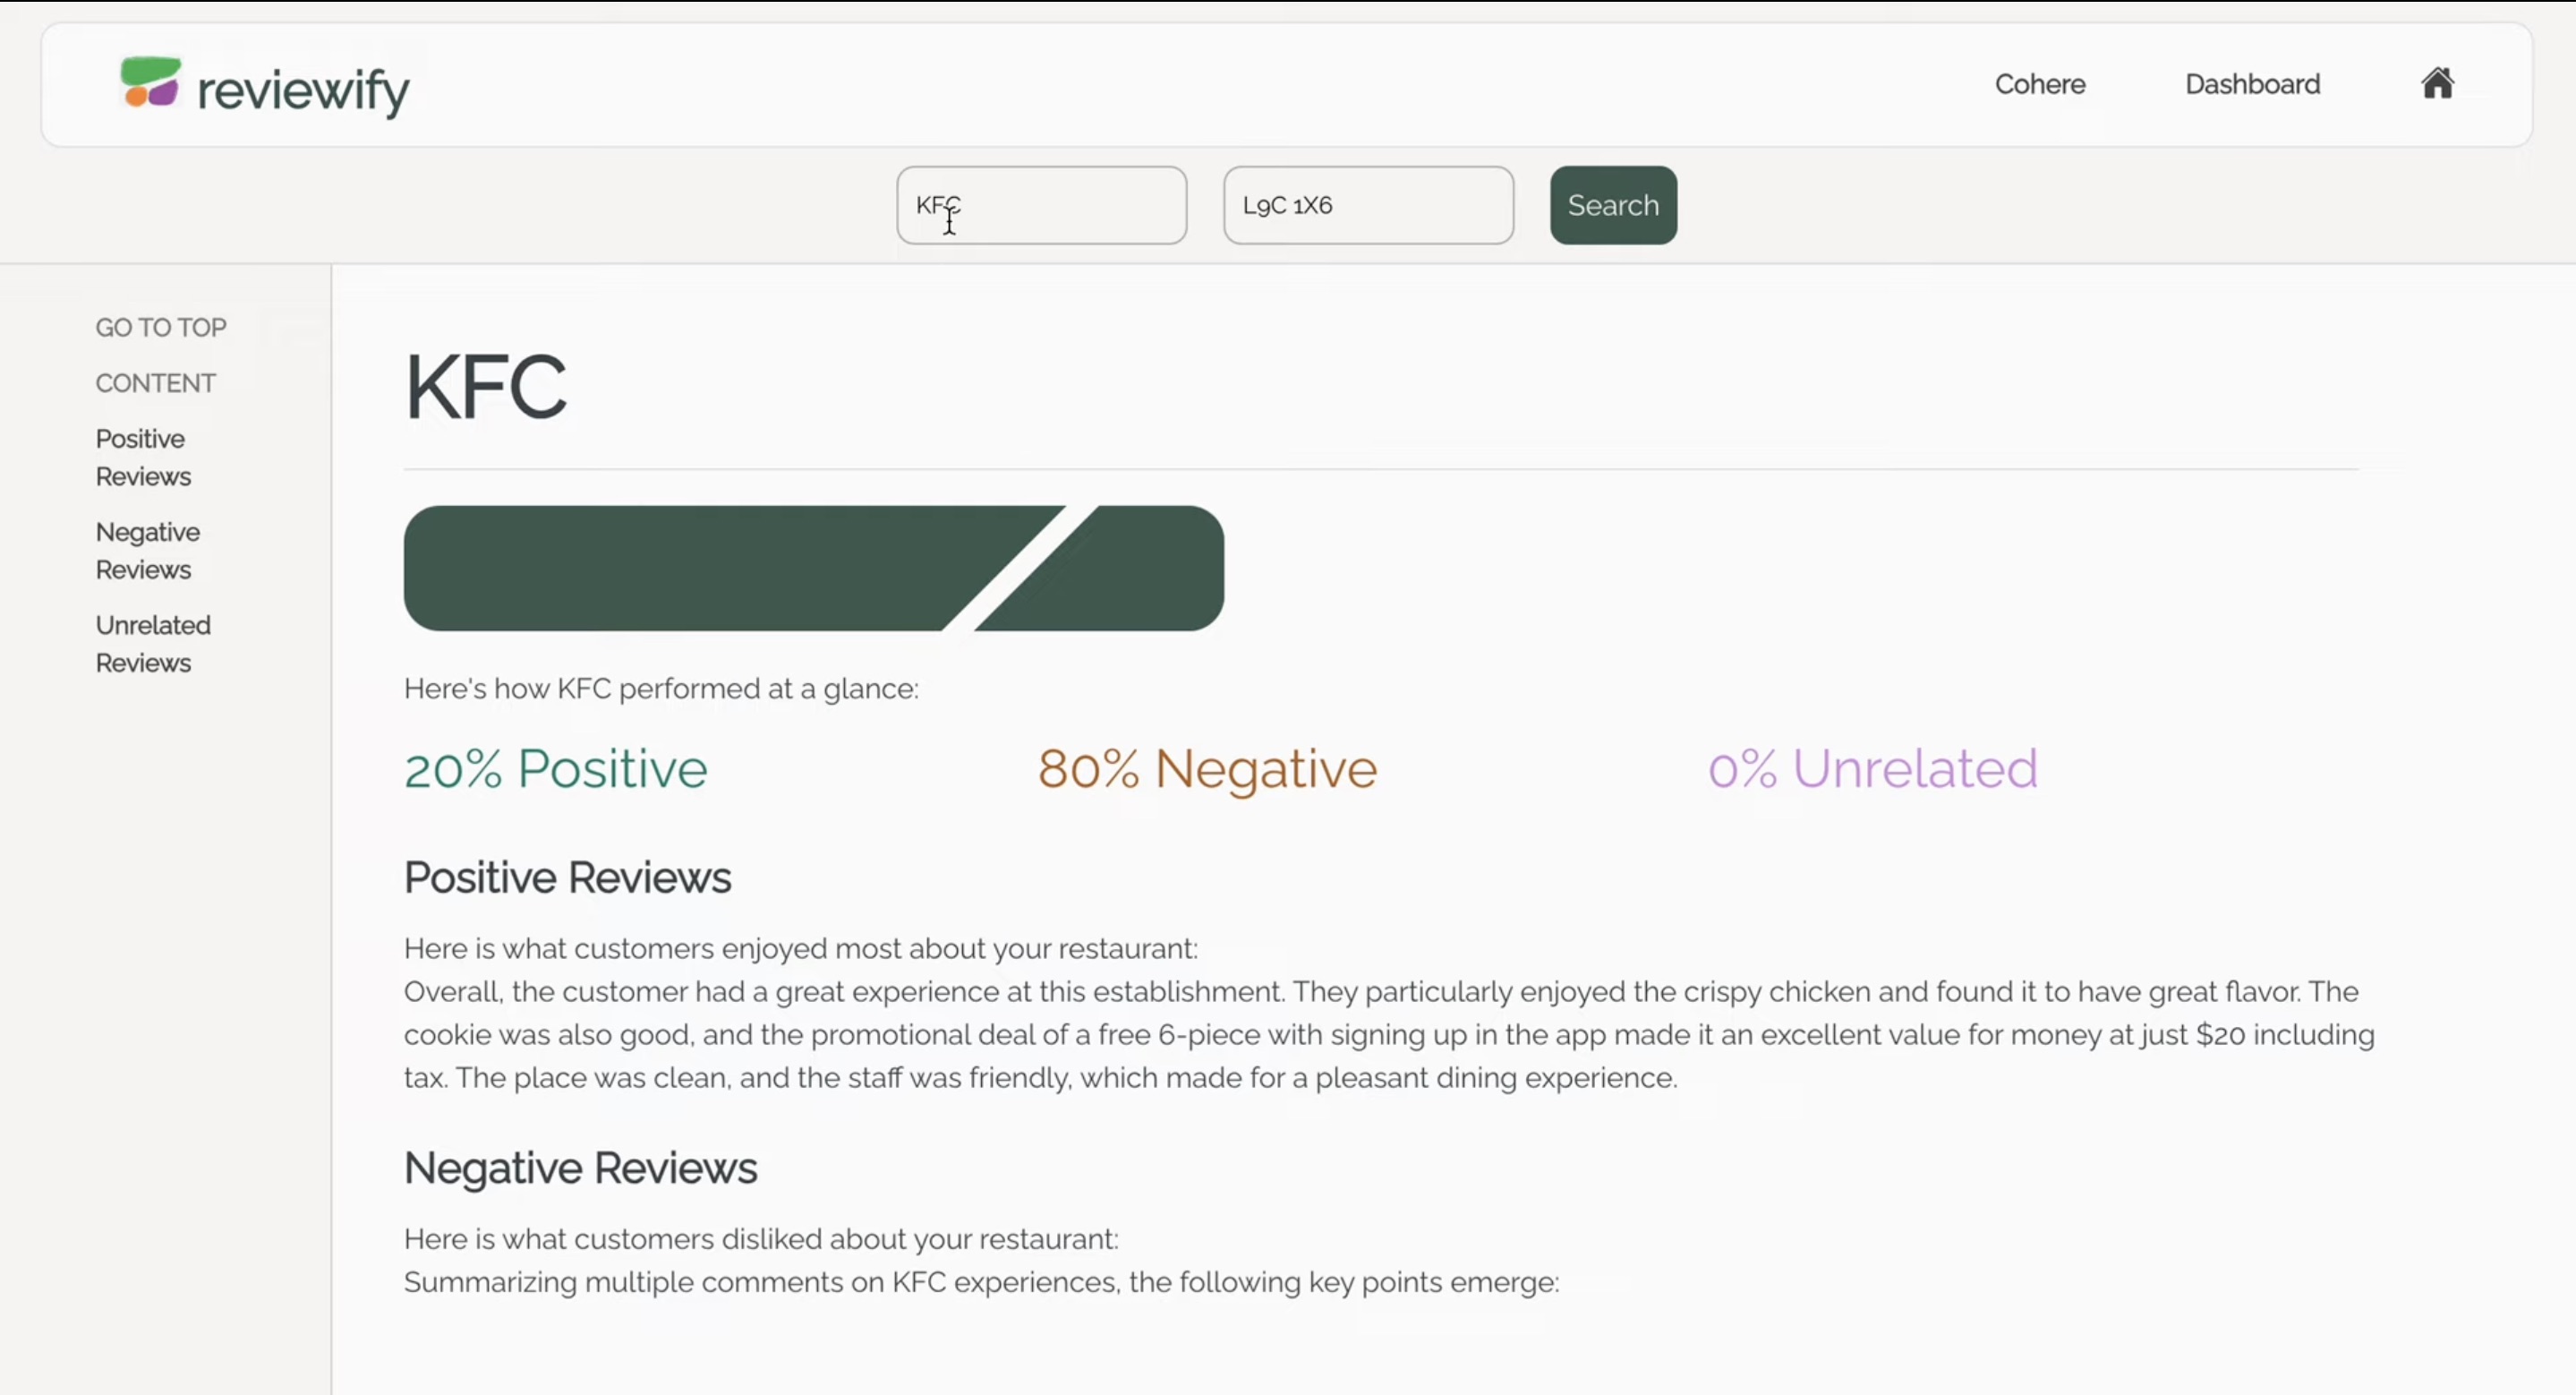 reviewify
Cohere
Dashboard
KFC
L9C 1X6
Search
GO TO TOP
CONTENT
Positive
Reviews
Negative
Reviews
Unrelated
Reviews
KFC
Here's how KFC performed at a glance:
20% Positive
80% Negative
0% Unrelated
Positive Reviews
Here is what customers enjoyed most about your restaurant:
Overall, the customer had a great experience at this establishment. They particularly enjoyed the crispy chicken and found it to have great flavor. The
cookie was also good, and the promotional deal of a free 6-piece with signing up in the app made it an excellent value for money at just $20 including
tax. The place was clean, and the staff was friendly, which made for a pleasant dining experience.
Negative Reviews
Here is what customers disliked about your restaurant:
Summarizing multiple comments on KFC experiences, the following key points emerge: